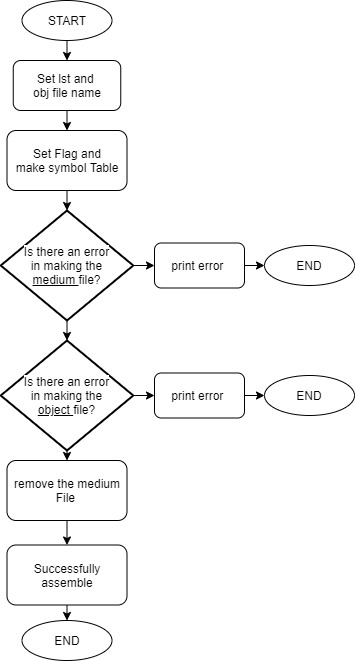 START
Set lst and
obj file name
Set Flag and
make symbol Table
Is there an error
in making the
medium file?
print error
END
Is there an error
in making the
object file?
print error
END
remove the medium
File
Successfully
assemble
END